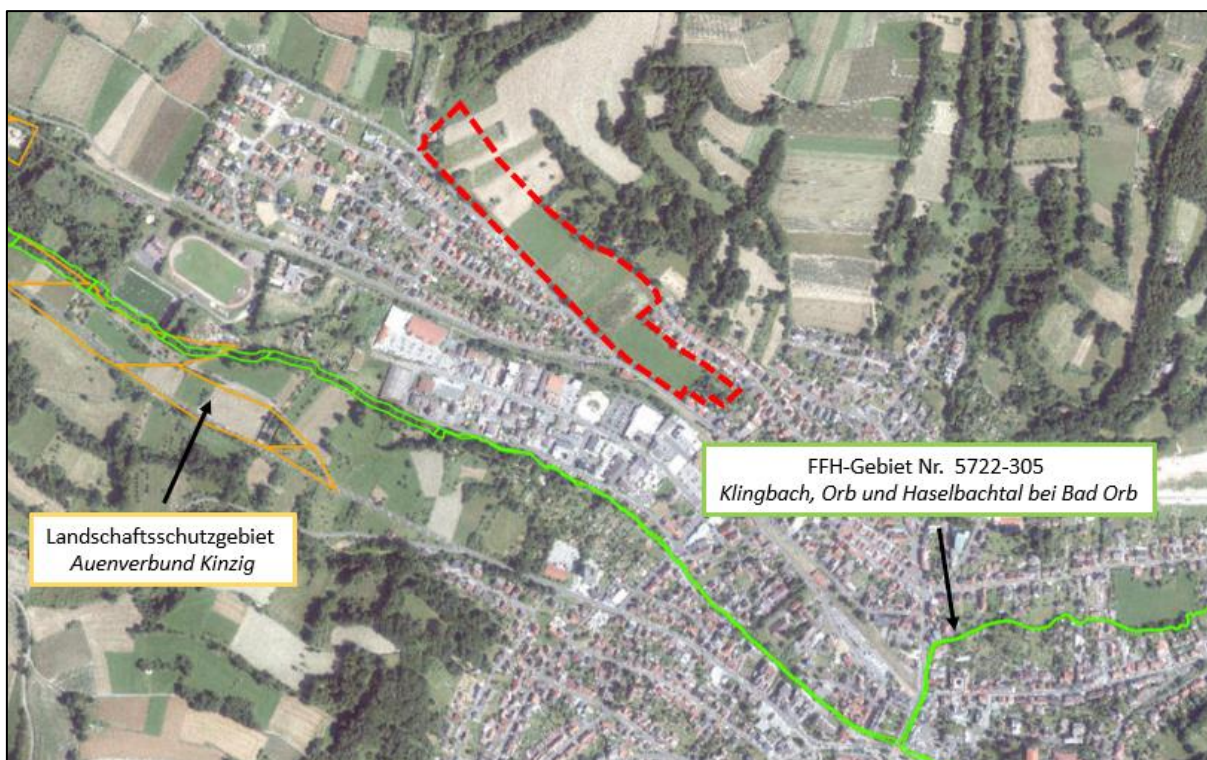 FFH-Gebiet Nr. 5722-305
Klingbach, Orb und Haselbachtal bei Bad Orb
Landschaftsschutzgebiet
Auenverbund Kinzig